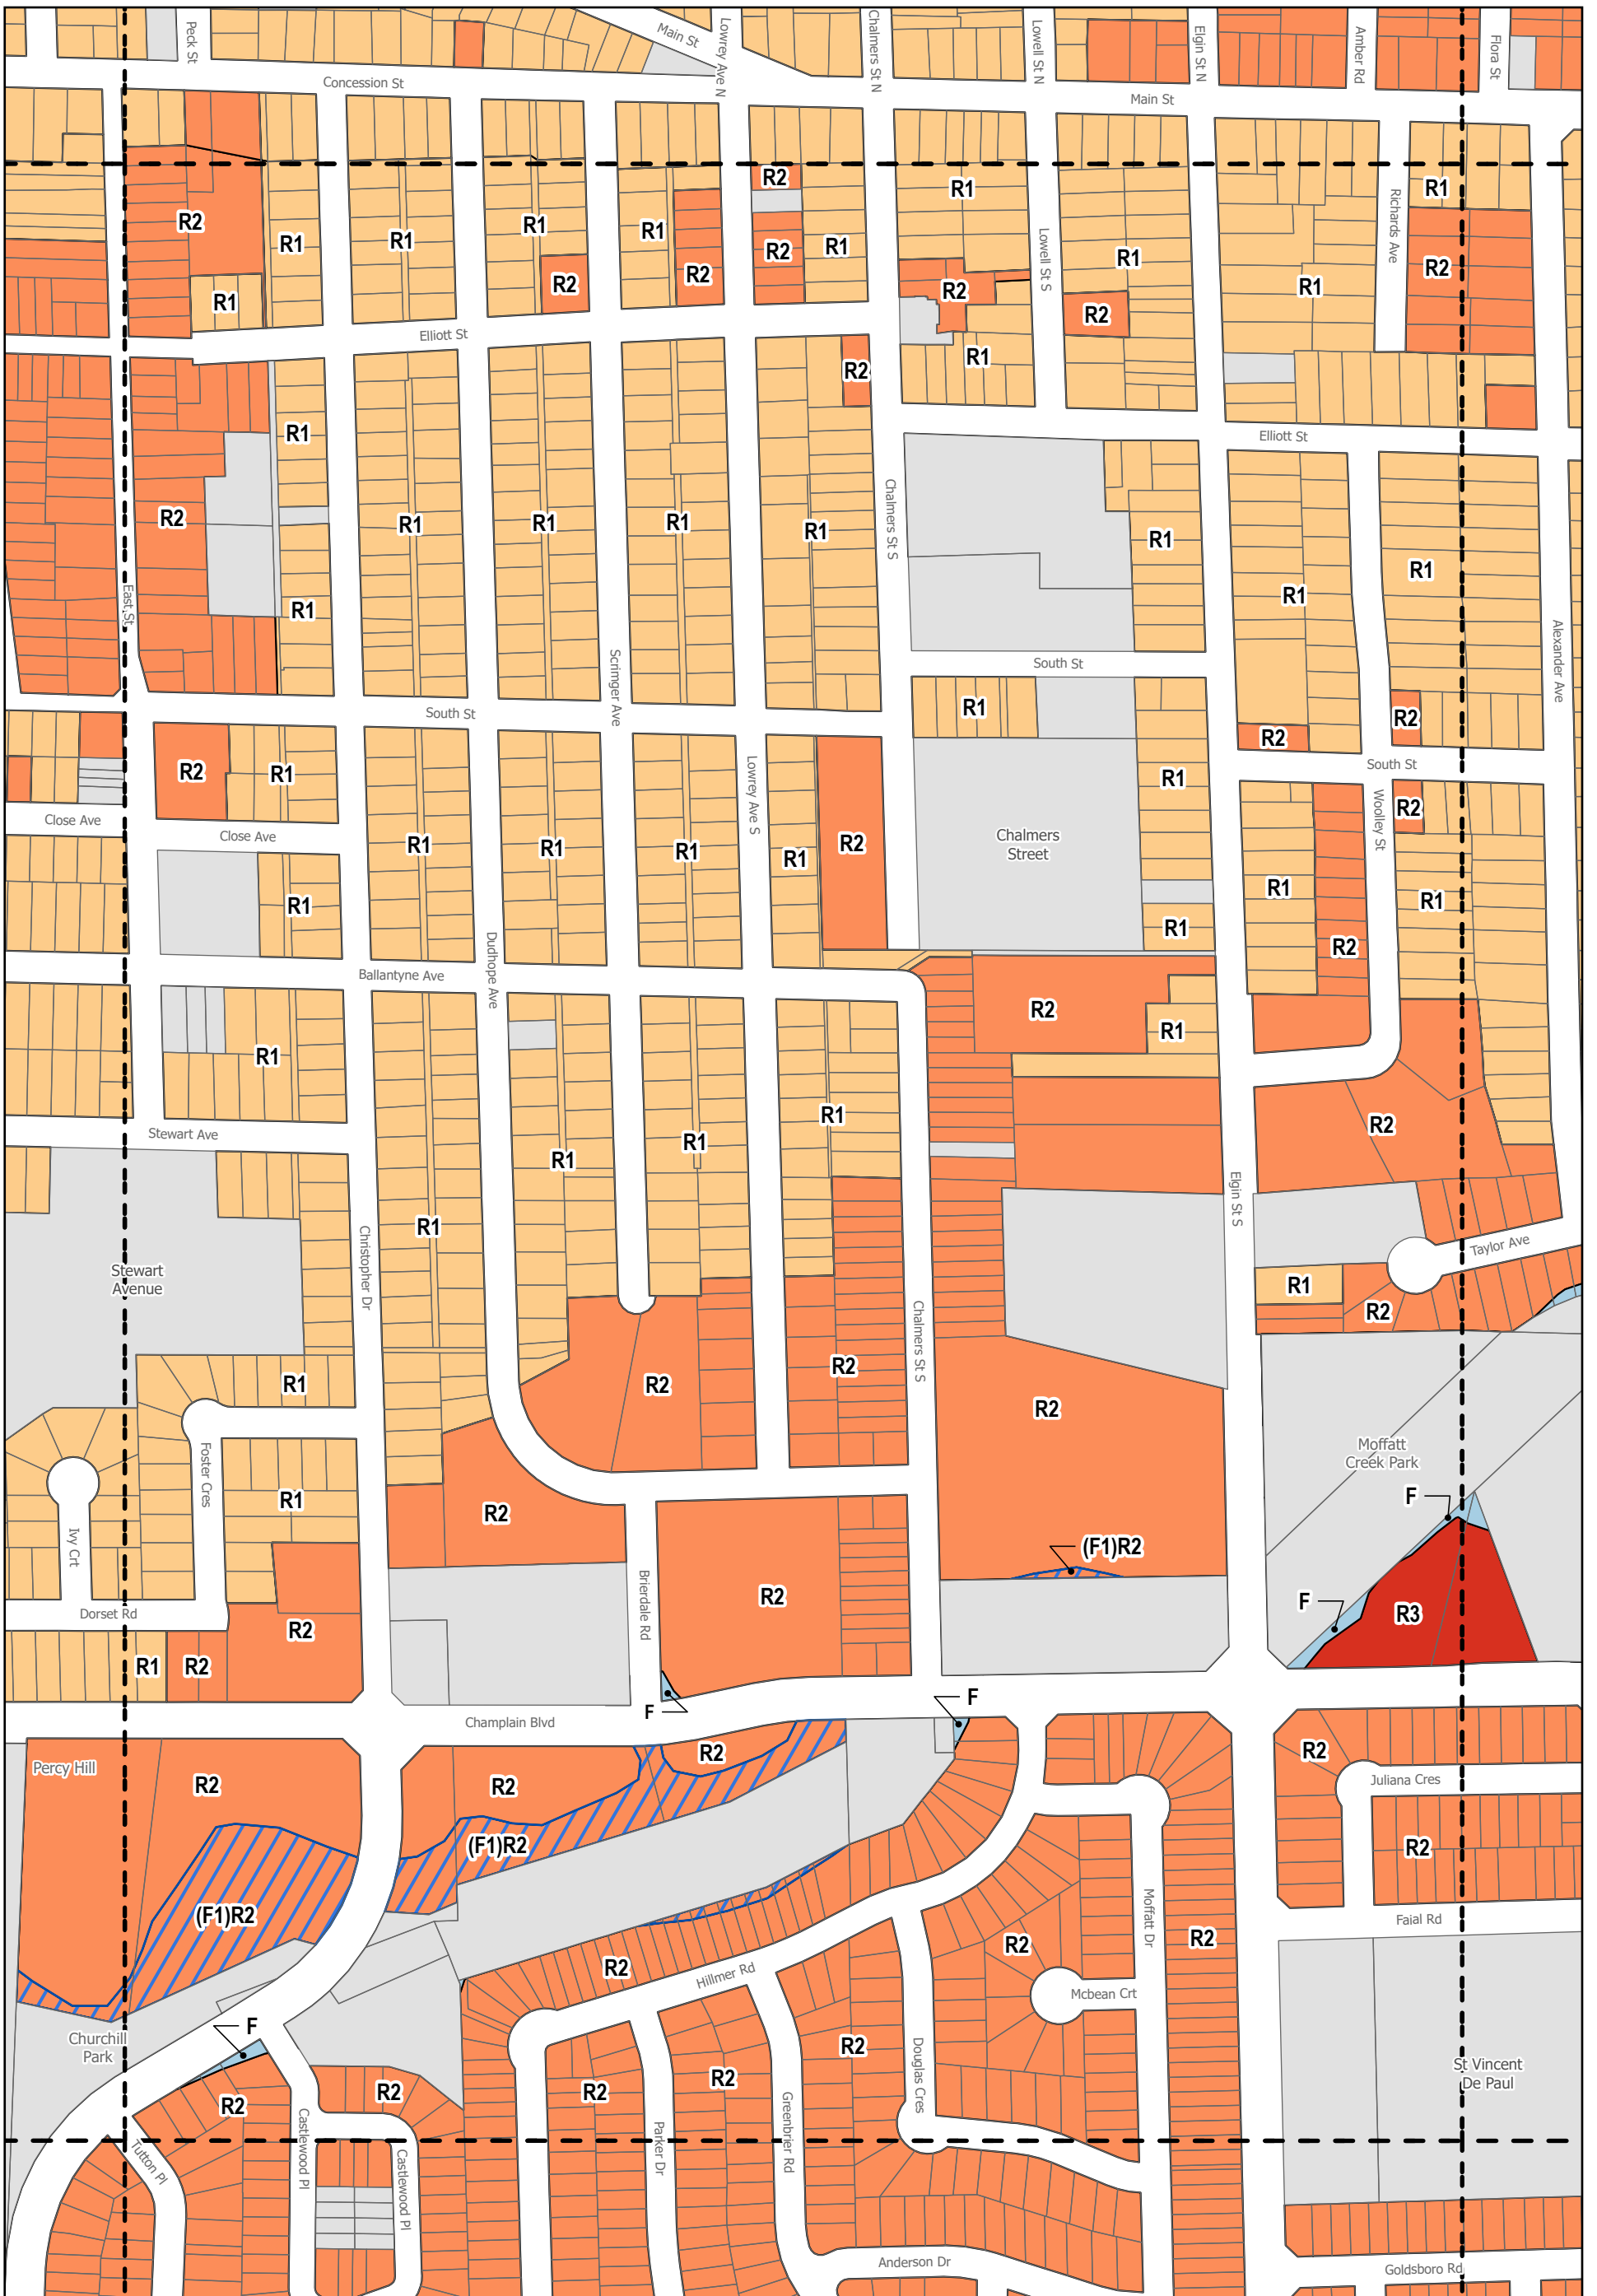 Peck St
Main St
Lowrey Ave N
Chalmers St N
Lowell St N
Elgin St N
Amber Rd
Flora St
Concession St
Main St
R2
R1
R1
R1
R1
R2
R1
R2
R2
R2
R1
R1
R2
R1
Lowell St S
R1
R2
R1
Richards Ave
R1
R2
Elliott St
R1
R2
R1
R1
R1
R1
R1
R2
R1
Chalmers St S
Elliott St
R1
R1
R1
East St
Scrimger Ave
South St
South St
Alexander Ave
R1
R2
R2
South St
R2
R1
Close Ave
Close Ave
R1
R1
R1
R1
Lowrey Ave S
R1
R2
Chalmers
Street
R1
R1
R1
R2
Woolley St
R2
R1
R1
Ballantyne Ave
Dudhope Ave
R2
R1
R1
Stewart Ave
R1
R1
R1
R1
Christopher Dr
Stewart
Avenue
Elgin St S
R2
Taylor Ave
R1
R2
R1
Foster Cres
R1
Ivy Crt
Dorset Rd
R1
R2
R2
R2
R2
R2
Chalmers St S
R2
Brierdale Rd
R2
(F1)R2
Moffatt
Creek Park
F
F
R3
Champlain Blvd
F
F
Percy Hill
R2
R2
R2
(F1)R2
(F1)R2
R2
Juliana Cres
R2
Faial Rd
Churchill
Park
F
R2
Hillmer Rd
R2
Moffatt Dr
R2
Mcbean Crt
R2
R2
R2
R2
R2
Douglas Cres
St Vincent
De Paul
Tutton Pl
Castlewood Pl
Castlewood Pl
Parker Dr
Greenbrier Rd
Anderson Dr
Goldsboro Rd